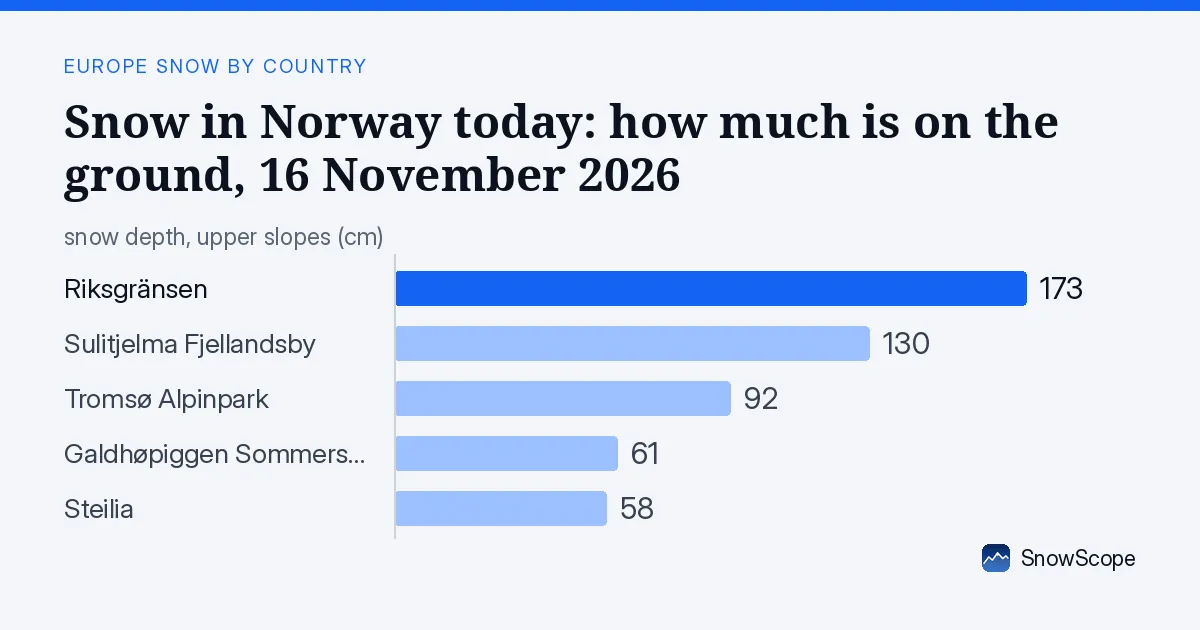 EUROPE SNOW BY COUNTRY
Snow in Norway today: how much is on the
ground, 16 November 2026
snow depth, upper slopes (cm)
Riksgränsen 173
Sulitjelma Fjellandsby 130
Tromsø Alpinpark 92
Galdhøpiggen Sommers... 61
Steilia 58
SnowScope